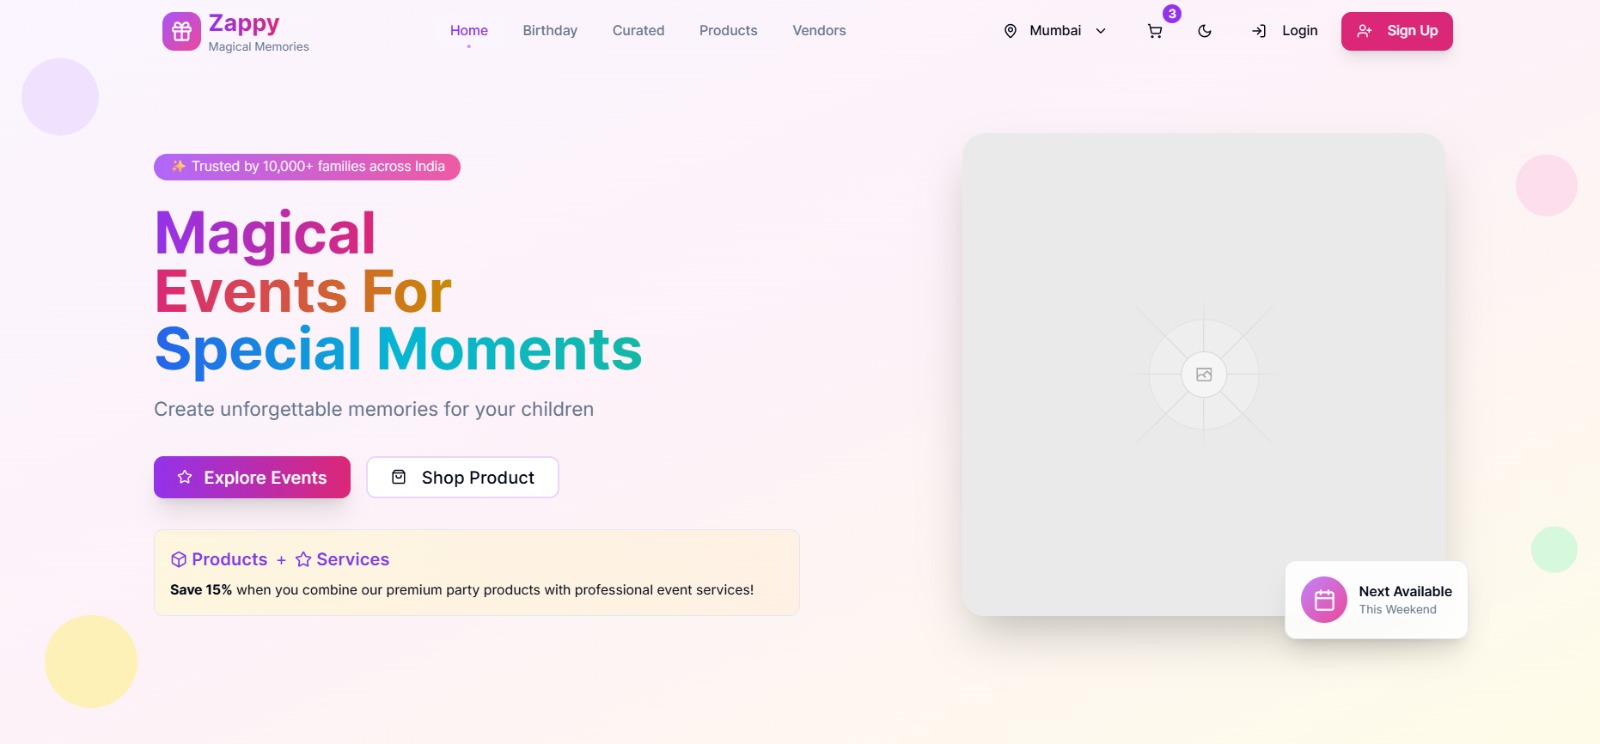 Zappy
Magical Memories
Home
Birthday
Curated
Products
Vendors
Mumbai
3
Login
Sign Up
✨ Trusted by 10,000+ families across India
Magical
Events For
Special Moments
Create unforgettable memories for your children
Explore Events
Shop Product
Products + Services
Save 15% when you combine our premium party products with professional event services!
Next Available
This Weekend